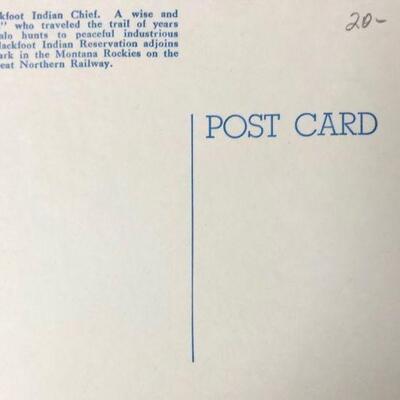 kfoot Indian Chief. A wise and
" who traveled the trail of years
alo hunts to peaceful industrious
lackfoot Indian Reservation adjoins
ark in the Montana Rockies on the
eat Northern Railway.
20-
POST CARD